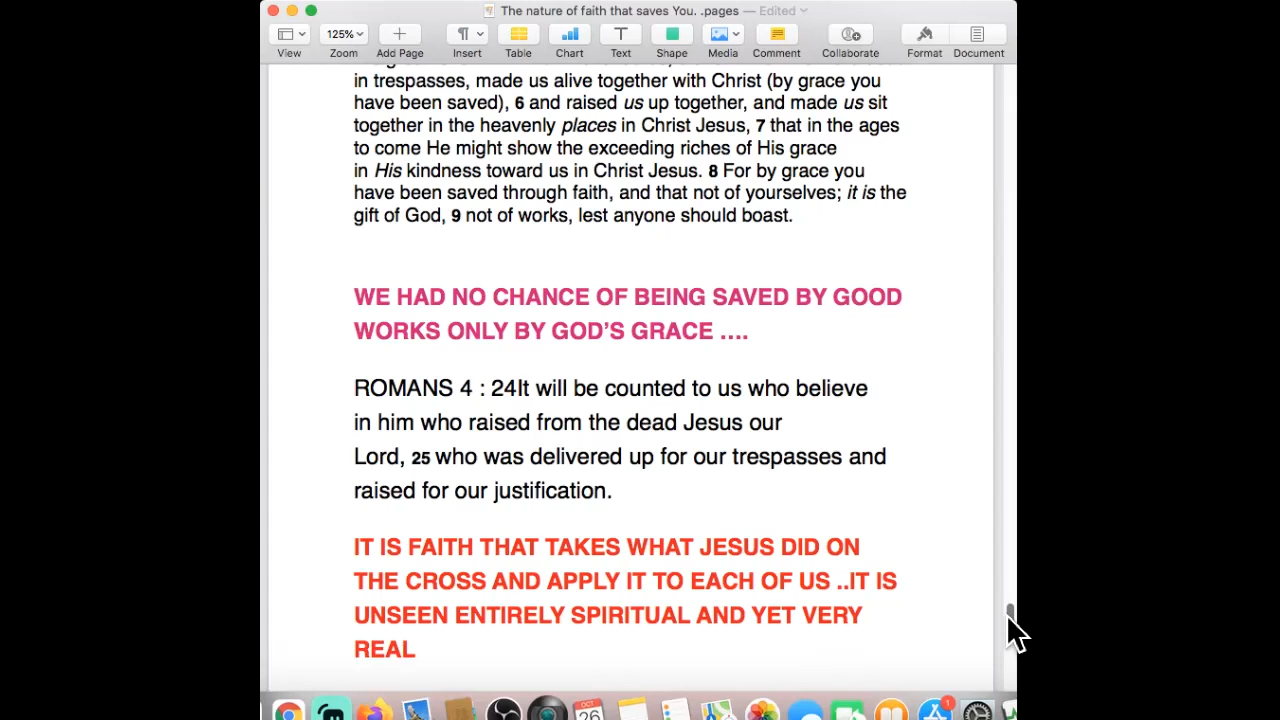 The nature of faith that saves You. .pages — Edited
125%
View Zoom Add Page Insert Table Chart Text Shape Media Comment Collaborate Format Document
in trespasses, made us alive together with Christ (by grace you
have been saved), 6 and raised us up together, and made us sit
together in the heavenly places in Christ Jesus, 7 that in the ages
to come He might show the exceeding riches of His grace
in His kindness toward us in Christ Jesus. 8 For by grace you
have been saved through faith, and that not of yourselves; it is the
gift of God, 9 not of works, lest anyone should boast.
WE HAD NO CHANCE OF BEING SAVED BY GOOD
WORKS ONLY BY GOD’S GRACE ….
ROMANS 4 : 24It will be counted to us who believe
in him who raised from the dead Jesus our
Lord, 25 who was delivered up for our trespasses and
raised for our justification.
IT IS FAITH THAT TAKES WHAT JESUS DID ON
THE CROSS AND APPLY IT TO EACH OF US ..IT IS
UNSEEN ENTIRELY SPIRITUAL AND YET VERY
REAL
OCT
26
1